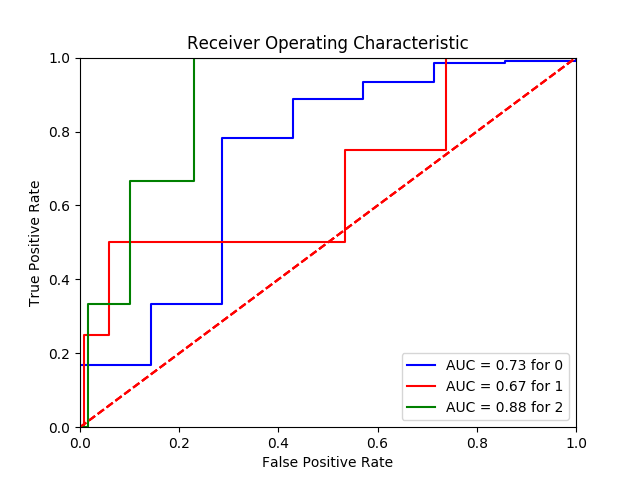 Receiver Operating Characteristic
True Positive Rate
1.0
0.8
0.6
0.4
0.2
0.0
AUC = 0.73 for 0
AUC = 0.67 for 1
AUC = 0.88 for 2
0.0 0.2 0.4 0.6 0.8 1.0
False Positive Rate